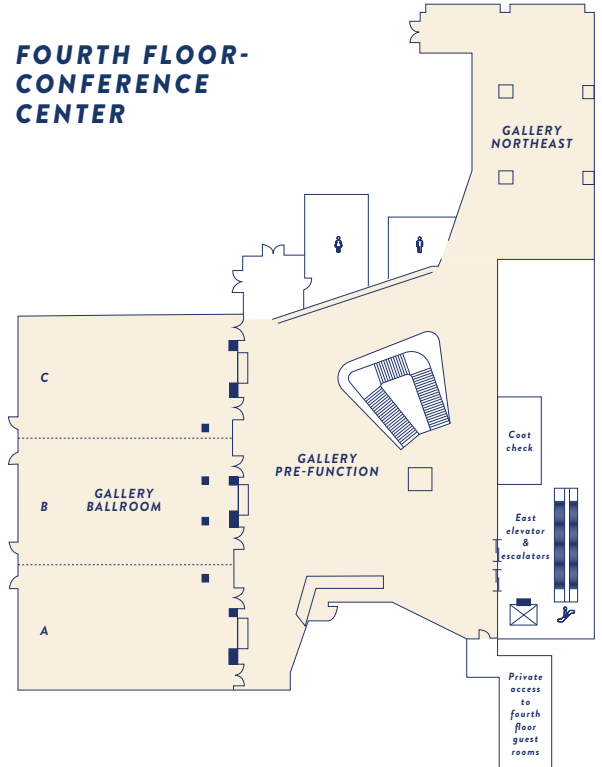 FOURTH FLOOR-
CONFERENCE
CENTER
GALLERY
NORTHEAST
C
GALLERY
PRE-FUNCTION
Coat
check
B
GALLERY
BALLROOM
East
elevator
&
escalators
A
Private
access
to
fourth
floor
guest
rooms